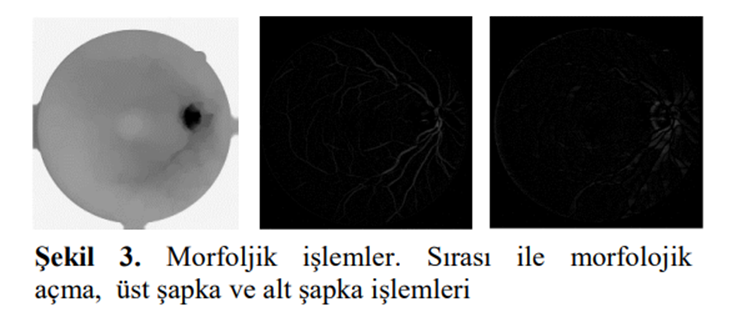 Şekil 3. Morfoljik işlemler. Sırası ile morfolojik
açma, üst şapka ve alt şapka işlemleri